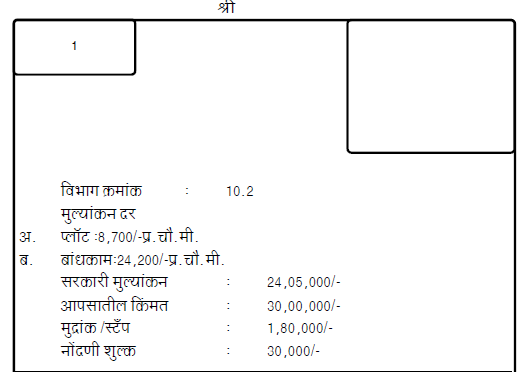 श्री
1
विभाग क्रमांक : 10.2
मुल्यांकन दर
अ. प्लॉट :8,700/-प्र.चौ.मी.
ब. बांधकाम:24,200/-प्र.चौ.मी.
सरकारी मुल्यांकन : 24,05,000/-
आपसातील किंमत : 30,00,000/-
मुद्रांक /स्टॅंप : 1,80,000/-
नोंदणी शुल्क : 30,000/-